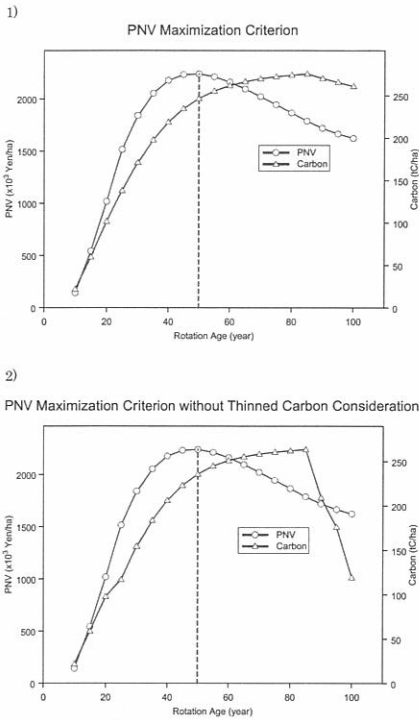 1)
PNV Maximization Criterion
2000
1500
1000
500
0
PNV (x10³ Yen/ha)
250
200
150
100
50
0
Carbon (tC/ha)
PNV
Carbon
0 20 40 60 80 100
Rotation Age (year)
2)
PNV Maximization Criterion without Thinned Carbon Consideration
2000
1500
1000
500
0
PNV (x10³ Yen/ha)
250
200
150
100
50
0
Carbon (tC/ha)
PNV
Carbon
0 20 40 60 80 100
Rotation Age (year)